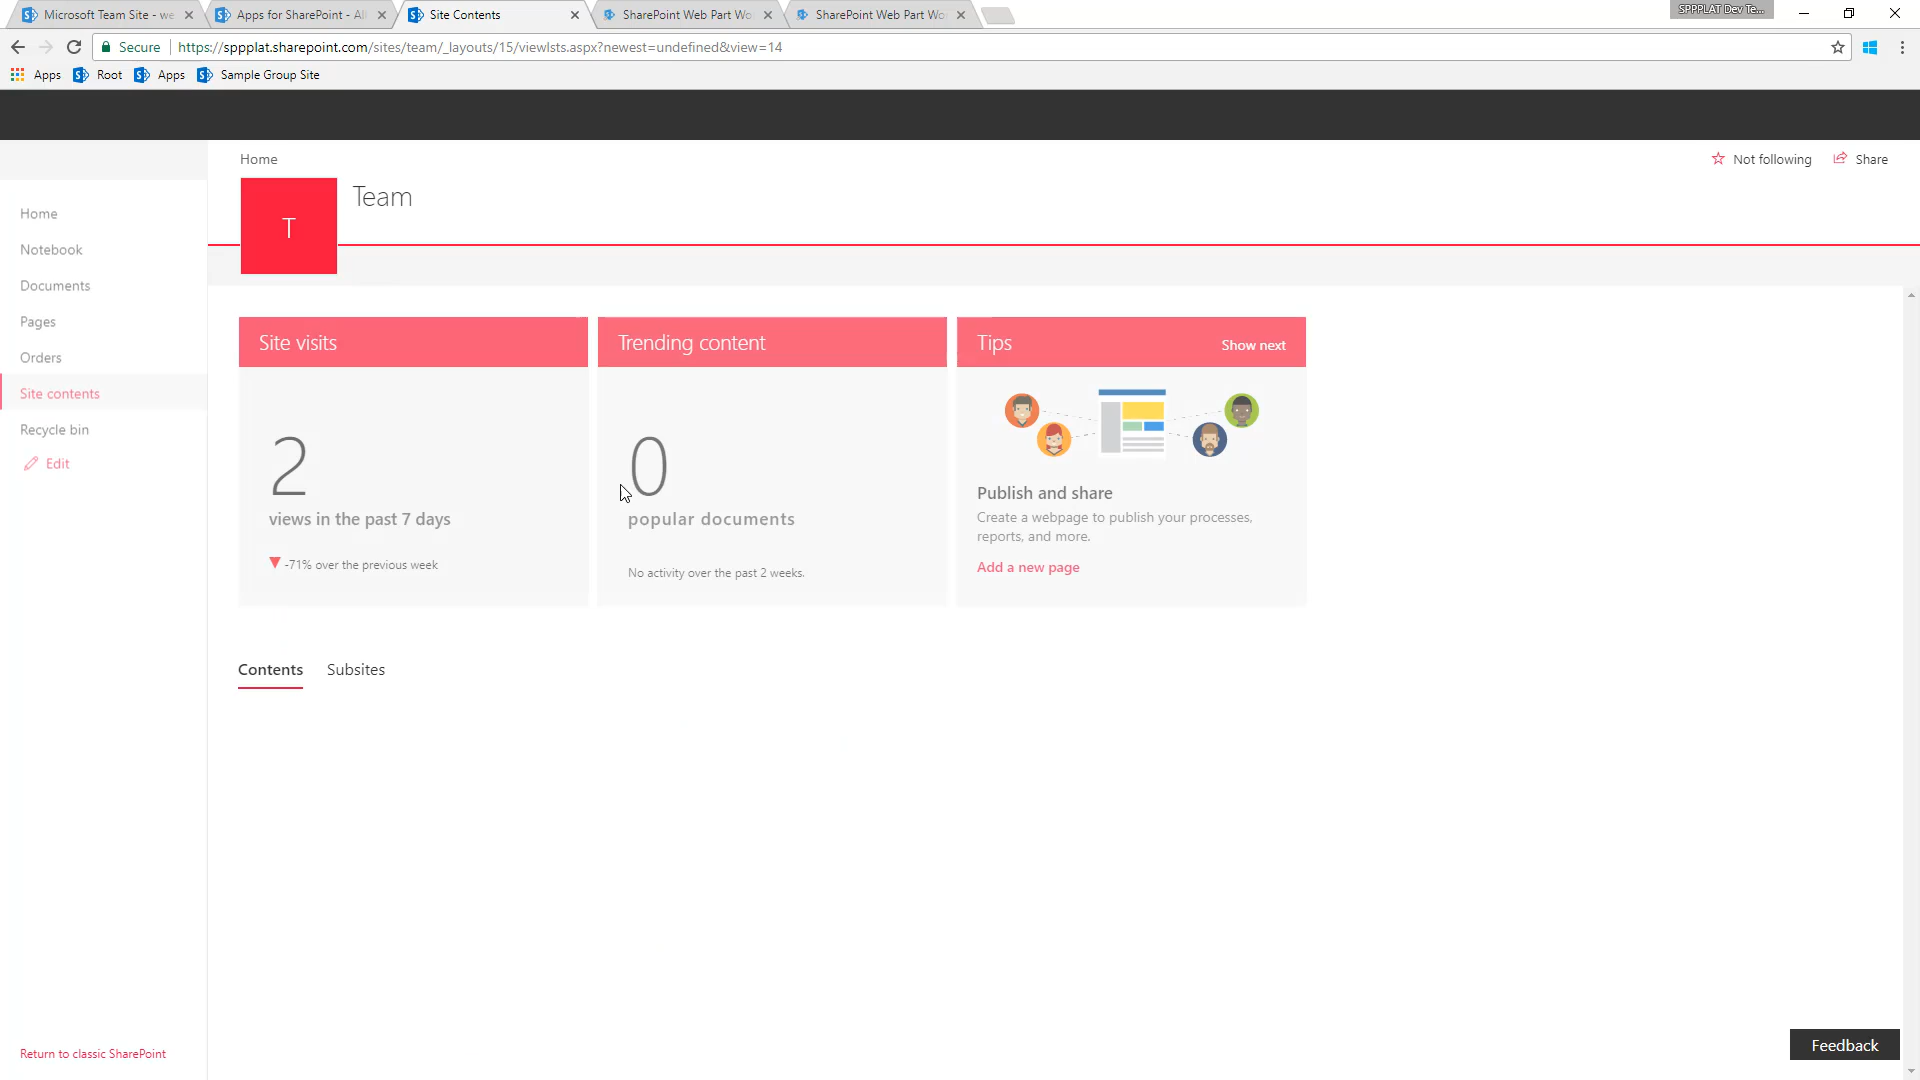 Microsoft Team Site - we
Apps for SharePoint - Al
Site Contents
SharePoint Web Part Wo
SharePoint Web Part Wo
SPPPLAT Dev Te...
Secure
https://sppplat.sharepoint.com/sites/team/_layouts/15/viewlsts.aspx?newest=undefined&view=14
Apps
Root
Apps
Sample Group Site
Home
Not following
Share
T
Team
Home
Notebook
Documents
Pages
Orders
Site contents
Recycle bin
Edit
Site visits
2
views in the past 7 days
-71% over the previous week
Trending content
0
popular documents
No activity over the past 2 weeks.
Tips
Show next
Publish and share
Create a webpage to publish your processes,
reports, and more.
Add a new page
Contents
Subsites
Return to classic SharePoint
Feedback